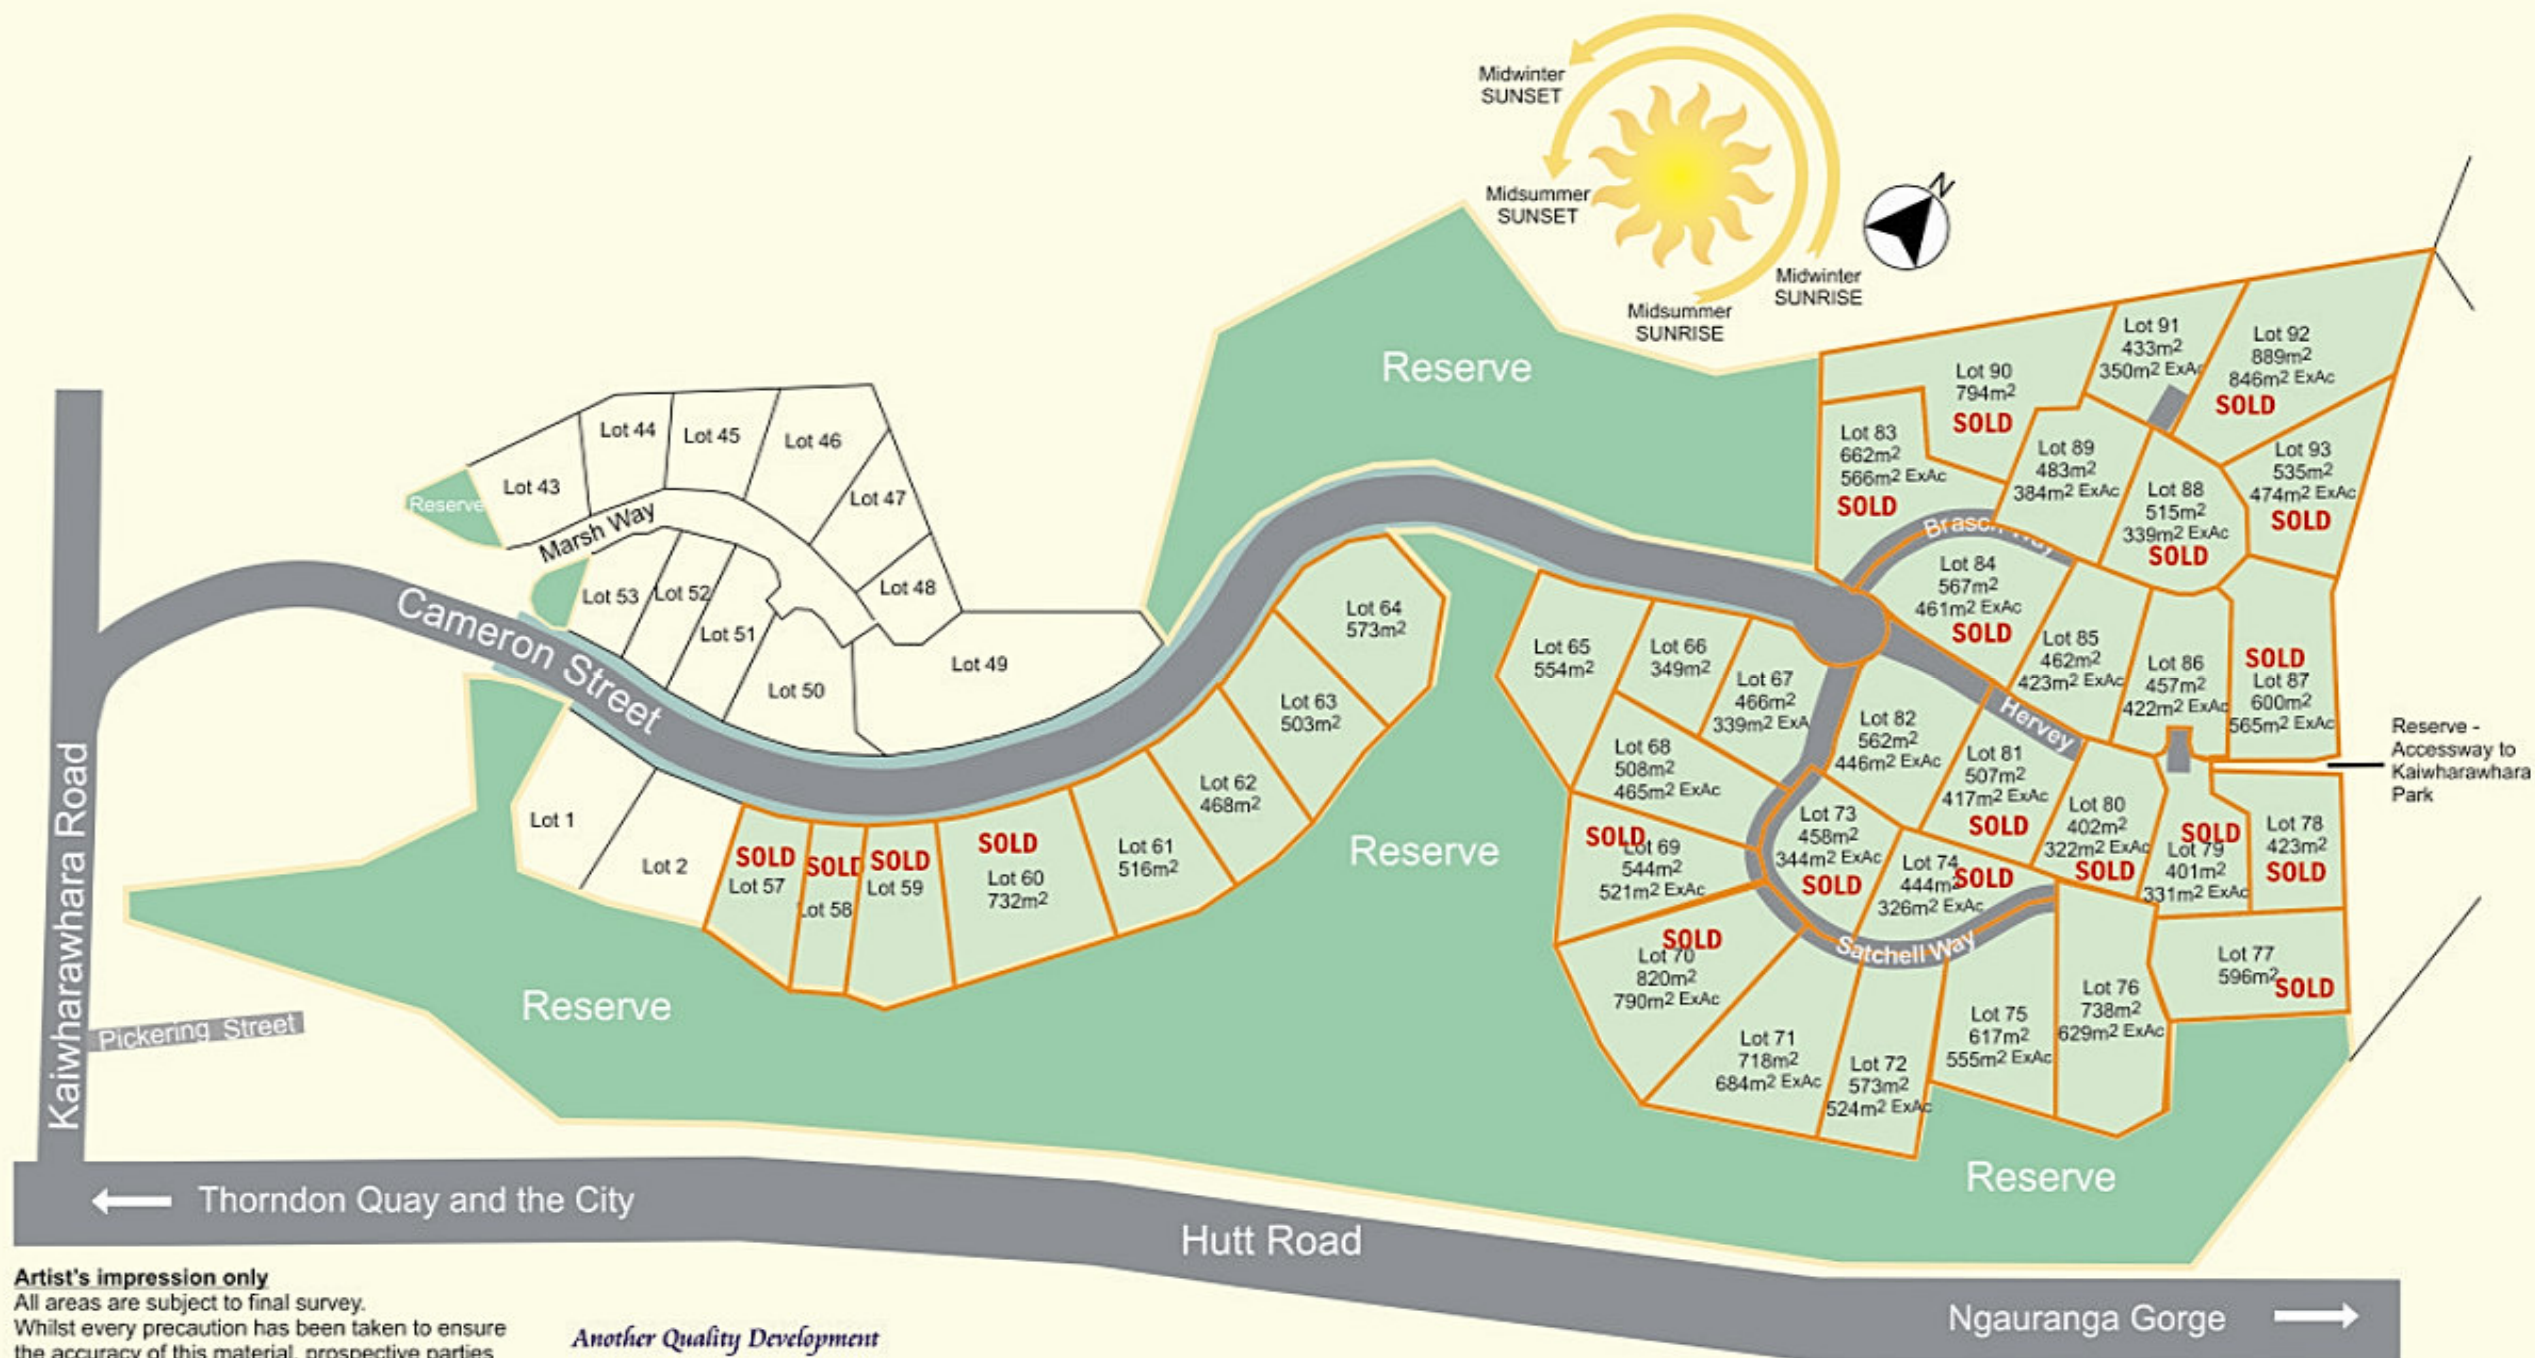 Midwinter
SUNSET
Midsummer
SUNSET
Midwinter
SUNRISE
Midsummer
SUNRISE
N
Reserve
Lot 91
433m2
350m2 ExAc
Lot 92
889m2
846m2 ExAc
SOLD
Lot 90
794m2
SOLD
Lot 83
662m2
566m2 ExAc
SOLD
Lot 89
483m2
384m2 ExAc
Lot 93
535m2
474m2 ExAc
SOLD
Lot 88
515m2
339m2 ExAc
SOLD
Lot 84
567m2
461m2 ExAc
SOLD
Lot 85
462m2
423m2 ExAc
Lot 86
457m2
422m2 ExAc
SOLD
Lot 87
600m2
565m2 ExAc
Reserve -
Accessway to
Kaiwharawhara
Park
Hervey
Lot 44
Lot 45
Lot 46
Lot 43
Lot 47
Reserve
Marsh Way
Lot 48
Lot 53
Lot 52
Lot 51
Lot 50
Lot 49
Cameron Street
Lot 64
573m2
Lot 63
503m2
Lot 62
468m2
Lot 61
516m2
SOLD
Lot 60
732m2
SOLD
Lot 59
SOLD
Lot 58
SOLD
Lot 57
Lot 1
Lot 2
Lot 65
554m2
Lot 66
349m2
Lot 67
466m2
339m2 ExA
Lot 68
508m2
465m2 ExAc
SOLD
Lot 69
544m2
521m2 ExAc
SOLD
Lot 70
820m2
790m2 ExAc
Lot 71
718m2
684m2 ExAc
Lot 72
573m2
524m2 ExAc
Lot 73
458m2
344m2 ExAc
SOLD
Lot 74
444m2
SOLD
326m2 ExAc
Satchell Way
Lot 75
617m2
555m2 ExAc
Lot 76
738m2
629m2 ExAc
Lot 77
596m2
SOLD
Lot 78
423m2
SOLD
SOLD
Lot 79
401m2
331m2 ExAc
Lot 80
402m2
322m2 ExAc
SOLD
Lot 81
507m2
417m2 ExAc
SOLD
Lot 82
562m2
446m2 ExAc
Reserve
Reserve
Reserve
Kaiwharawhara Road
Pickering Street
Thorndon Quay and the City
Hutt Road
Ngauranga Gorge
Artist's impression only
All areas are subject to final survey.
Whilst every precaution has been taken to ensure
the accuracy of this material, prospective parties
Another Quality Development